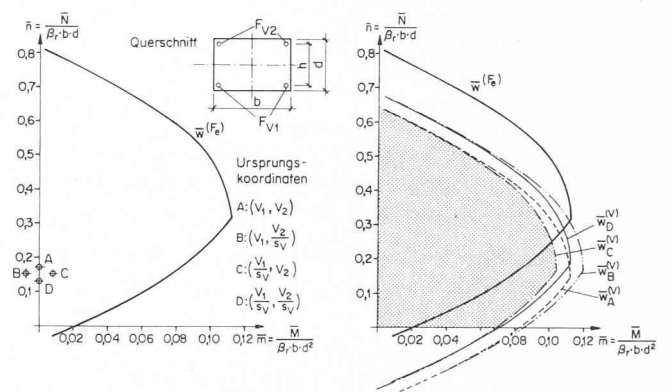 n̄ = N̄/(βr·b·d)
0,8
0,7
0,6
0,5
0,4
0,3
0,2
0,1
A
B C
D
0,02 0,04 0,06 0,08 0,10 0,12
m̄ = M̄/(βr·b·d²)
w̄(Fe)
Querschnitt
FV2
h
d
b
FV1
Ursprungs-
koordinaten
A:(V1, V2)
B:(V1, V2/sV)
C:(V1/sV, V2)
D:(V1/sV, V2/sV)
n̄ = N̄/(βr·b·d)
0,8
0,7
0,6
0,5
0,4
0,3
0,2
0,1
w̄(Fe)
w̄D(V)
w̄C(V)
w̄B(V)
w̄A(V)
0,02 0,04 0,06 0,08 0,10 0,12
m̄ = M̄/(βr·b·d²)